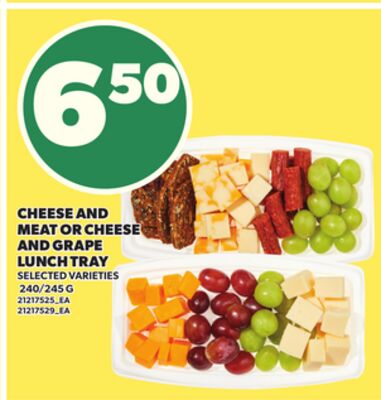 6 50
CHEESE AND
MEAT OR CHEESE
AND GRAPE
LUNCH TRAY
SELECTED VARIETIES
240/245 G
21217525_EA
21217529_EA